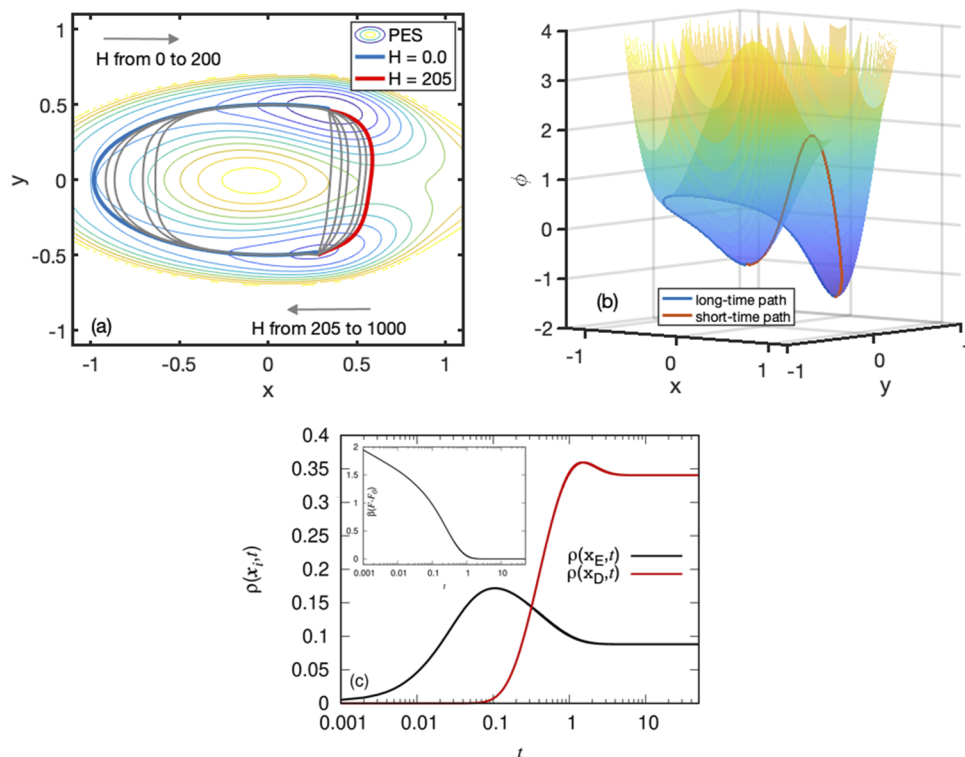 1
H from 0 to 200
PES
H = 0.0
H = 205
0.5
y
0
-0.5
H from 205 to 1000
(a)
-1
-1
-0.5
0
0.5
1
x
4
3
2
1
ϕ
0
-1
-2
(b)
long-time path
short-time path
-1
0
1
x
-1
0
1
y
0.4
0.35
0.3
0.25
0.2
0.15
0.1
0.05
0
ρ(xᵢ,t)
2
1.5
1
0.5
0
β(F-F₀)
0.001
0.01
0.1
1
10
t
ρ(x_E,t)
ρ(x_D,t)
(c)
0.001
0.01
0.1
1
10
t